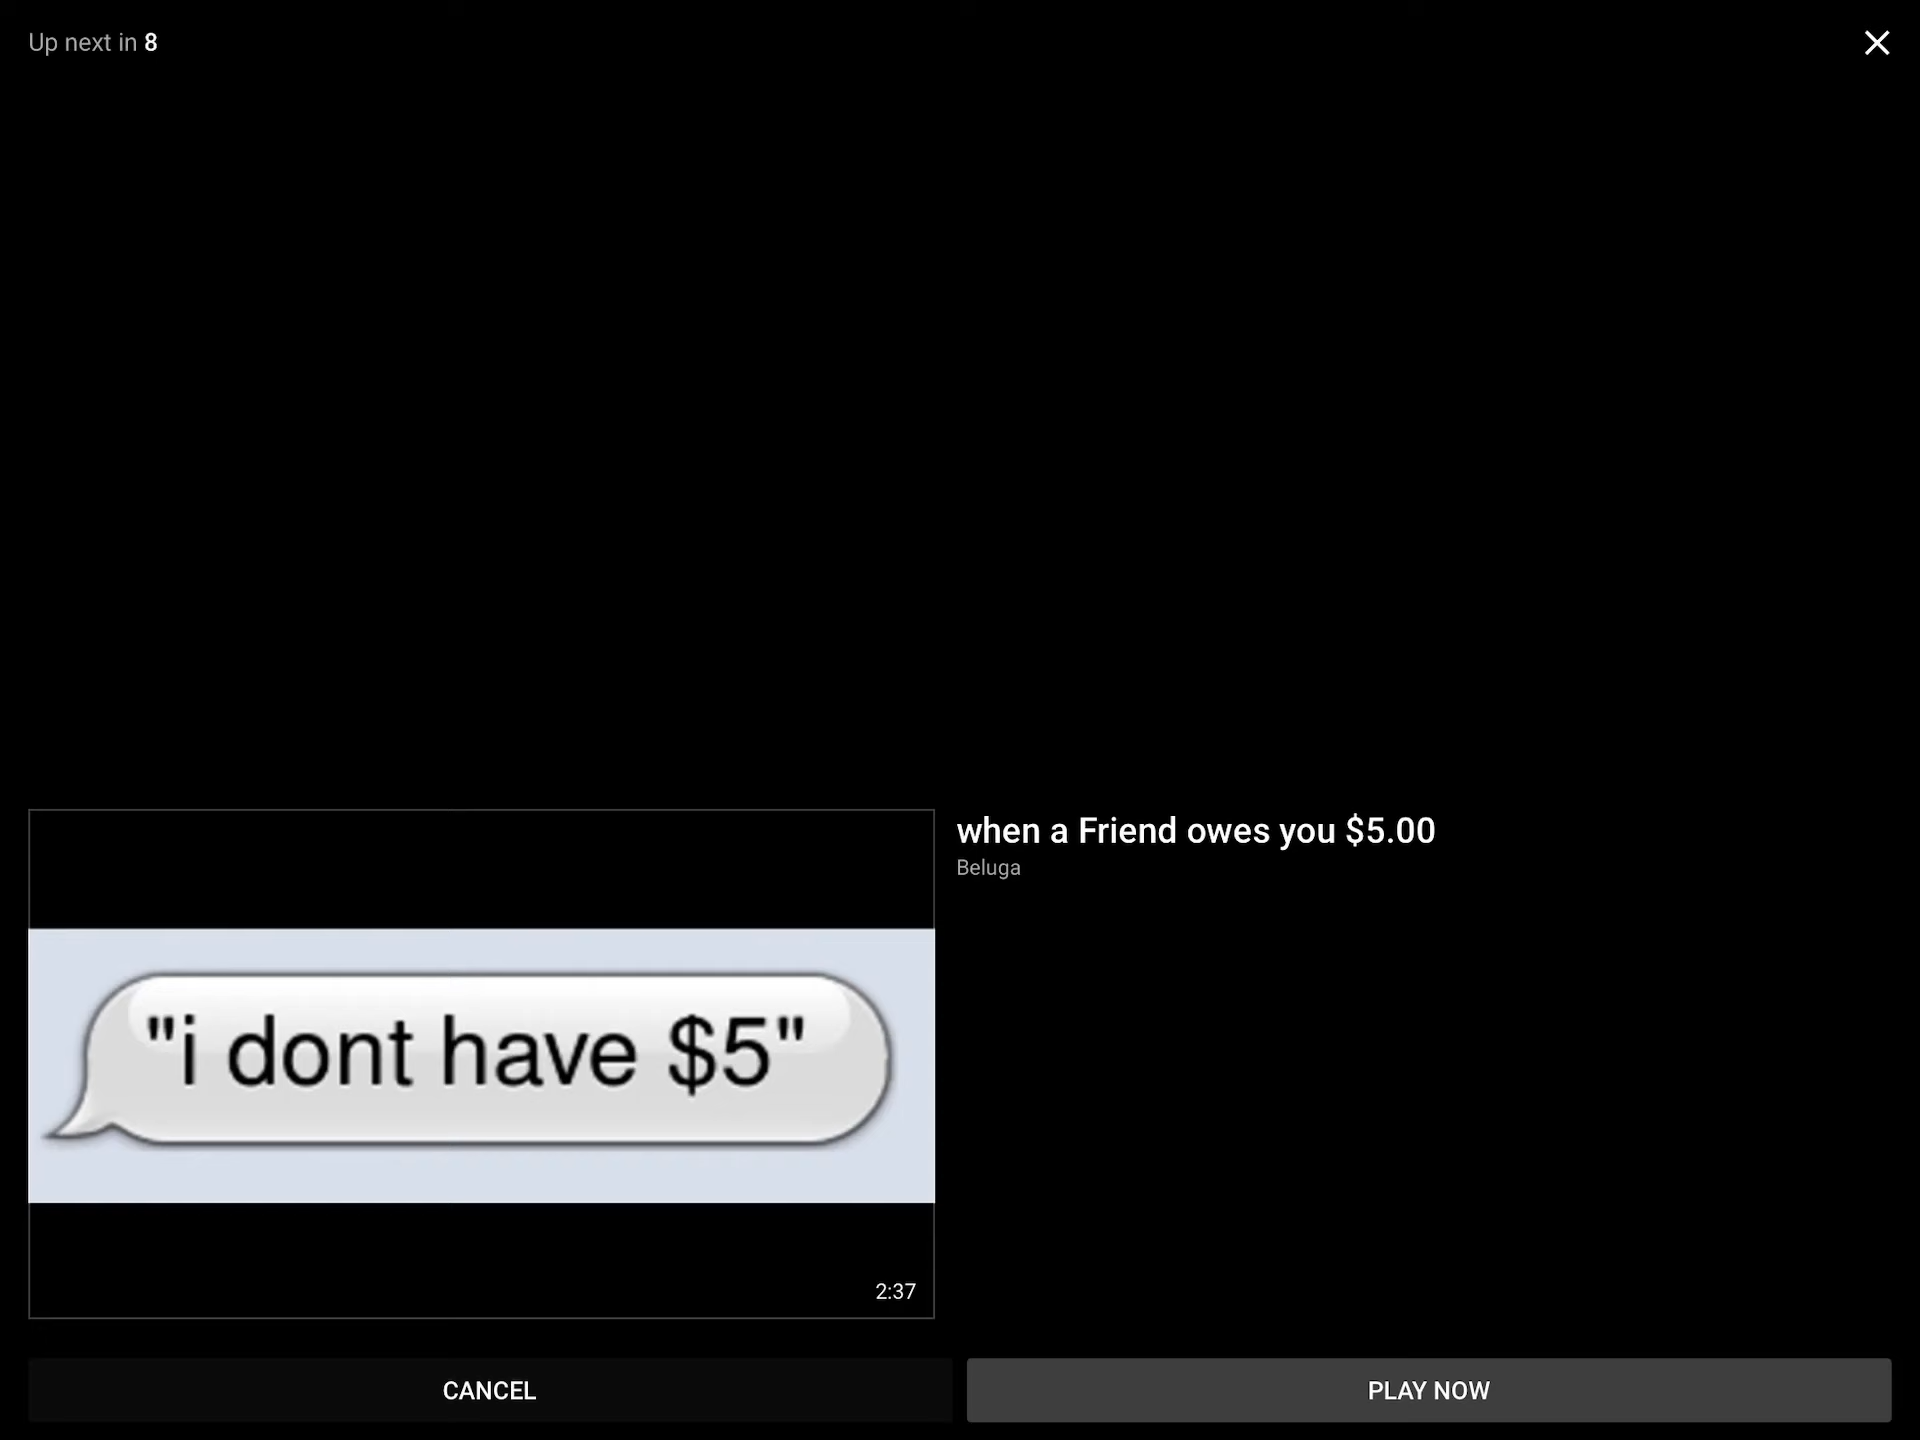 Up next in 8
when a Friend owes you $5.00
Beluga
"i dont have $5"
2:37
CANCEL
PLAY NOW